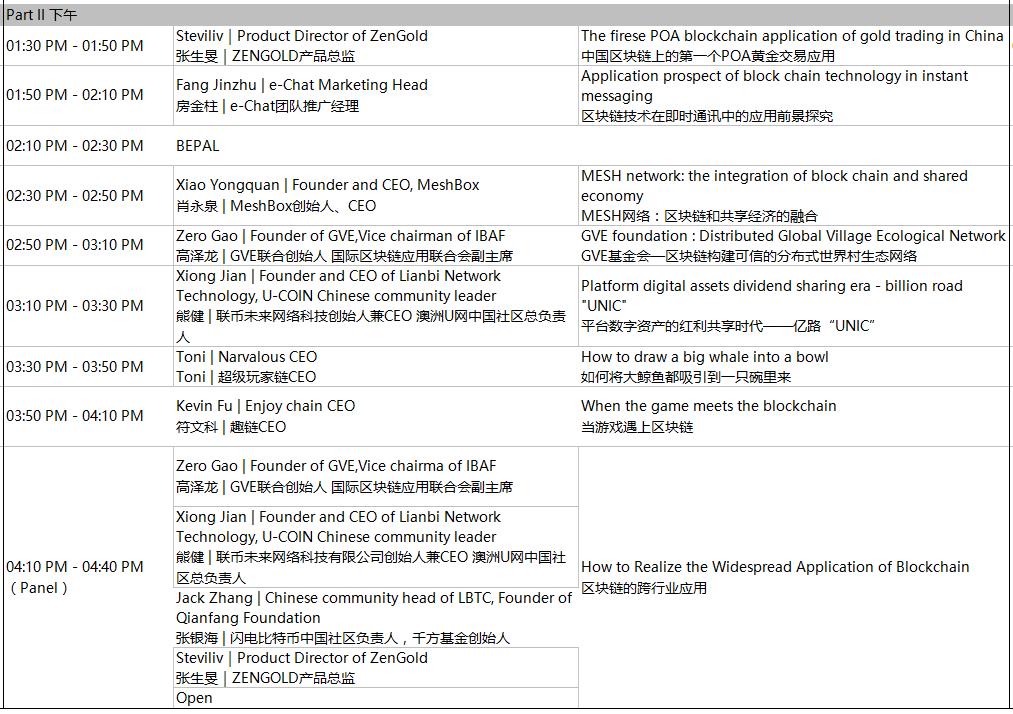 Part II 下午
01:30 PM - 01:50 PM
Steviliv | Product Director of ZenGold
张生旻 | ZENGOLD产品总监
The firese POA blockchain application of gold trading in China
中国区块链上的第一个POA黄金交易应用
01:50 PM - 02:10 PM
Fang Jinzhu | e-Chat Marketing Head
房金柱 | e-Chat团队推广经理
Application prospect of block chain technology in instant
messaging
区块链技术在即时通讯中的应用前景探究
02:10 PM - 02:30 PM
BEPAL
02:30 PM - 02:50 PM
Xiao Yongquan | Founder and CEO, MeshBox
肖永泉 | MeshBox创始人、CEO
MESH network: the integration of block chain and shared
economy
MESH网络：区块链和共享经济的融合
02:50 PM - 03:10 PM
Zero Gao | Founder of GVE,Vice chairman of IBAF
高泽龙 | GVE联合创始人 国际区块链应用联合会副主席
GVE foundation : Distributed Global Village Ecological Network
GVE基金会—区块链构建可信的分布式世界村生态网络
03:10 PM - 03:30 PM
Xiong Jian | Founder and CEO of Lianbi Network
Technology, U-COIN Chinese community leader
熊健 | 联币未来网络科技创始人兼CEO 澳洲U网中国社区总负责
人
Platform digital assets dividend sharing era - billion road
"UNIC"
平台数字资产的红利共享时代——亿路“UNIC”
03:30 PM - 03:50 PM
Toni | Narvalous CEO
Toni | 超级玩家链CEO
How to draw a big whale into a bowl
如何将大鲸鱼都吸引到一只碗里来
03:50 PM - 04:10 PM
Kevin Fu | Enjoy chain CEO
符文科 | 趣链CEO
When the game meets the blockchain
当游戏遇上区块链
04:10 PM - 04:40 PM
（Panel）
Zero Gao | Founder of GVE,Vice chairma of IBAF
高泽龙 | GVE联合创始人 国际区块链应用联合会副主席
Xiong Jian | Founder and CEO of Lianbi Network
Technology, U-COIN Chinese community leader
熊健 | 联币未来网络科技有限公司创始人兼CEO 澳洲U网中国社
区总负责人
Jack Zhang | Chinese community head of LBTC, Founder of
Qianfang Foundation
张银海 | 闪电比特币中国社区负责人，千方基金创始人
Steviliv | Product Director of ZenGold
张生旻 | ZENGOLD产品总监
Open
How to Realize the Widespread Application of Blockchain
区块链的跨行业应用